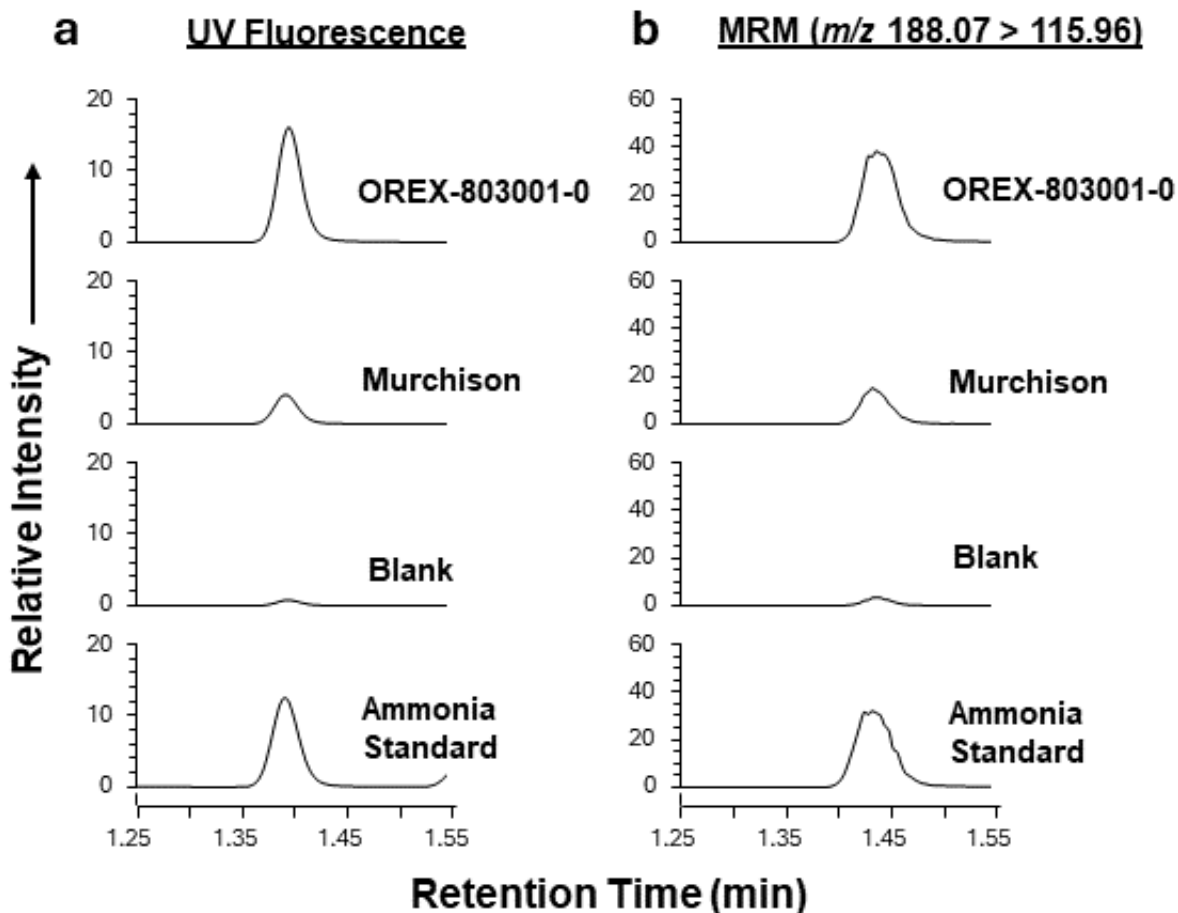 a UV Fluorescence
b MRM (m/z 188.07 > 115.96)
Relative Intensity
20
10
0
OREX-803001-0
60
40
20
0
OREX-803001-0
20
10
0
Murchison
60
40
20
0
Murchison
20
10
0
Blank
60
40
20
0
Blank
20
10
0
Ammonia
Standard
60
40
20
0
Ammonia
Standard
1.25 1.35 1.45 1.55
1.25 1.35 1.45 1.55
Retention Time (min)